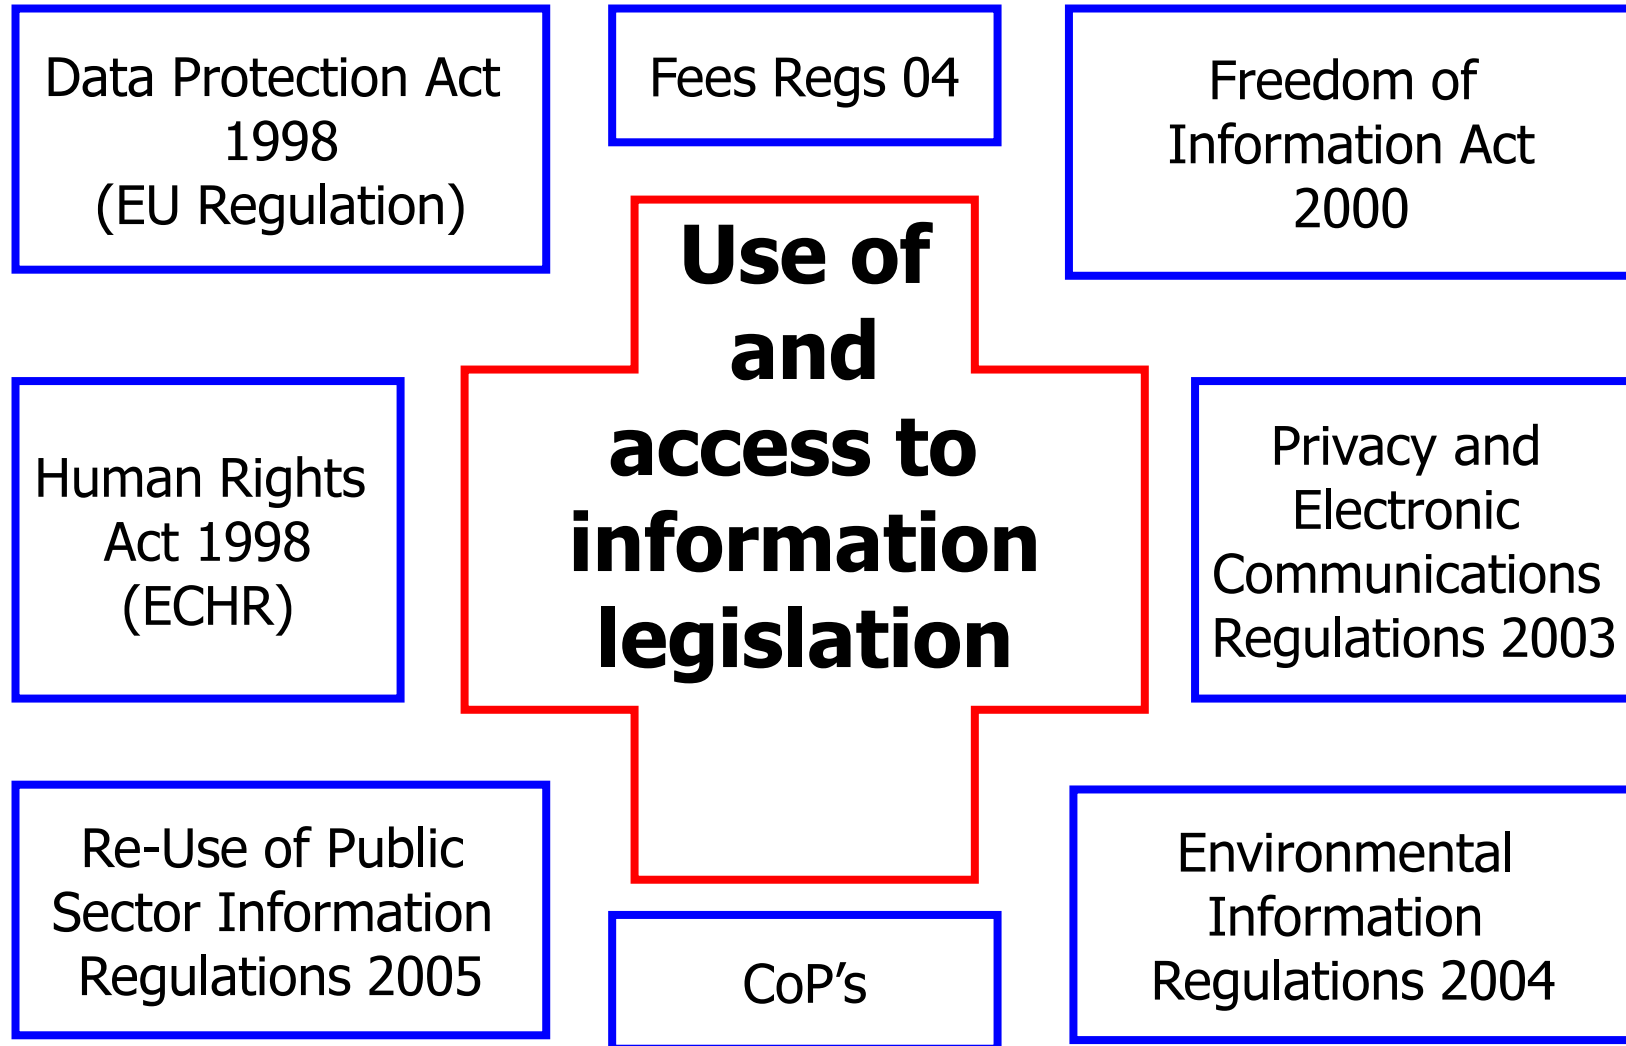 Data Protection Act
1998
(EU Regulation)
Fees Regs 04
Freedom of
Information Act
2000
Use of
and
access to
information
legislation
Human Rights
Act 1998
(ECHR)
Privacy and
Electronic
Communications
Regulations 2003
Re-Use of Public
Sector Information
Regulations 2005
CoP’s
Environmental
Information
Regulations 2004